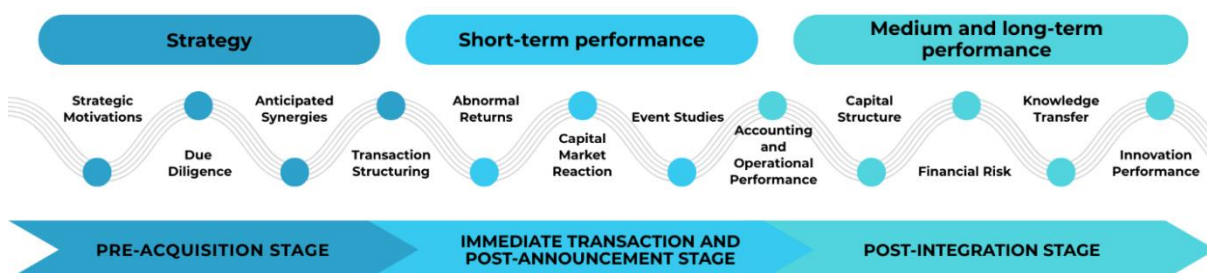 Strategy
Short-term performance
Medium and long-term
performance
Strategic
Motivations
Due
Diligence
Anticipated
Synergies
Transaction
Structuring
Abnormal
Returns
Capital
Market
Reaction
Event Studies
Accounting
and
Operational
Performance
Capital
Structure
Financial Risk
Knowledge
Transfer
Innovation
Performance
PRE-ACQUISITION STAGE
IMMEDIATE TRANSACTION AND
POST-ANNOUNCEMENT STAGE
POST-INTEGRATION STAGE